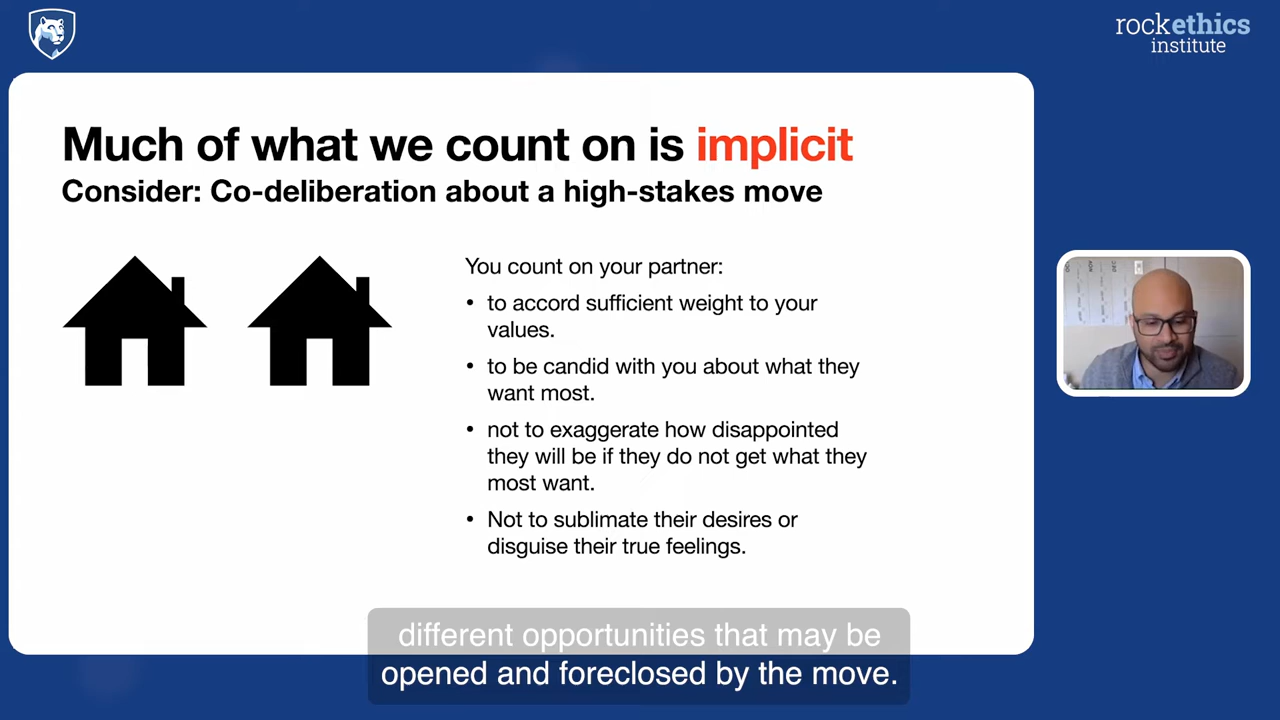 rockethics
institute
Much of what we count on is implicit
Consider: Co-deliberation about a high-stakes move
You count on your partner:
• to accord sufficient weight to your
values.
• to be candid with you about what they
want most.
• not to exaggerate how disappointed
they will be if they do not get what they
most want.
• Not to sublimate their desires or
disguise their true feelings.
different opportunities that may be
opened and foreclosed by the move.